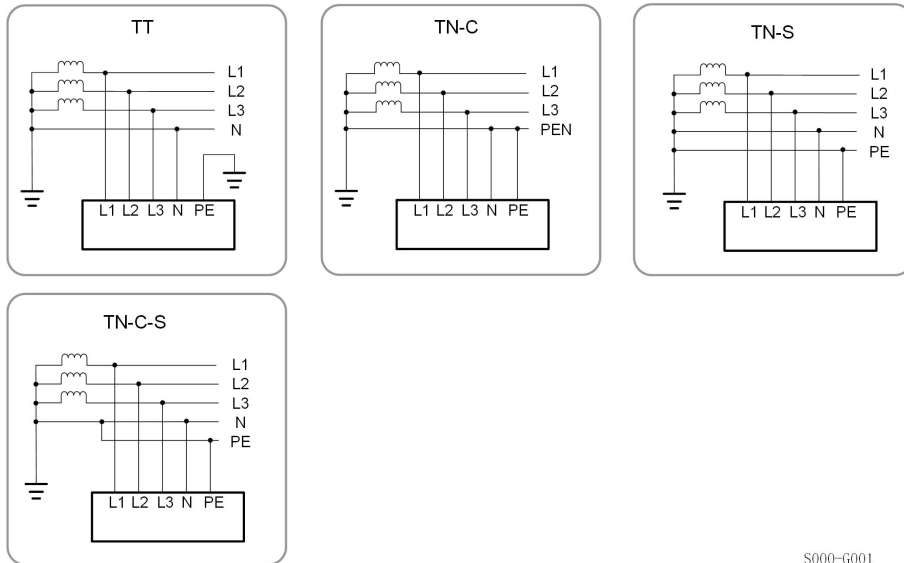 TT
L1
L2
L3
N
L1 L2 L3 N PE
TN-C
L1
L2
L3
PEN
L1 L2 L3 N PE
TN-S
L1
L2
L3
N
PE
L1 L2 L3 N PE
TN-C-S
L1
L2
L3
N
PE
L1 L2 L3 N PE
S000-G001